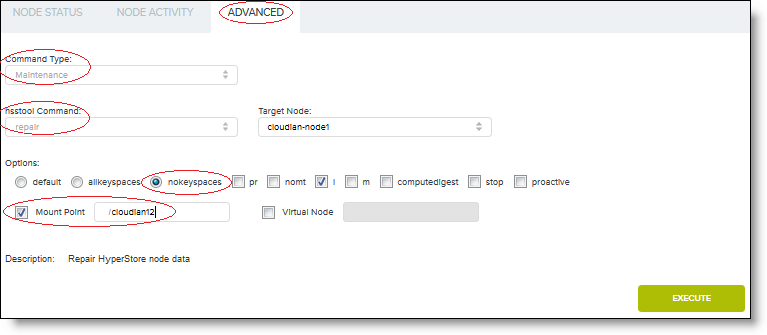 NODE STATUS NODE ACTIVITY ADVANCED
Command Type:
Maintenance
hsstool Command: Target Node:
repair cloudian-node1
Options:
default allkeyspaces nokeyspaces pr nomt l m computedigest stop proactive
Mount Point /cloudian12 Virtual Node
Description: Repair HyperStore node data
EXECUTE